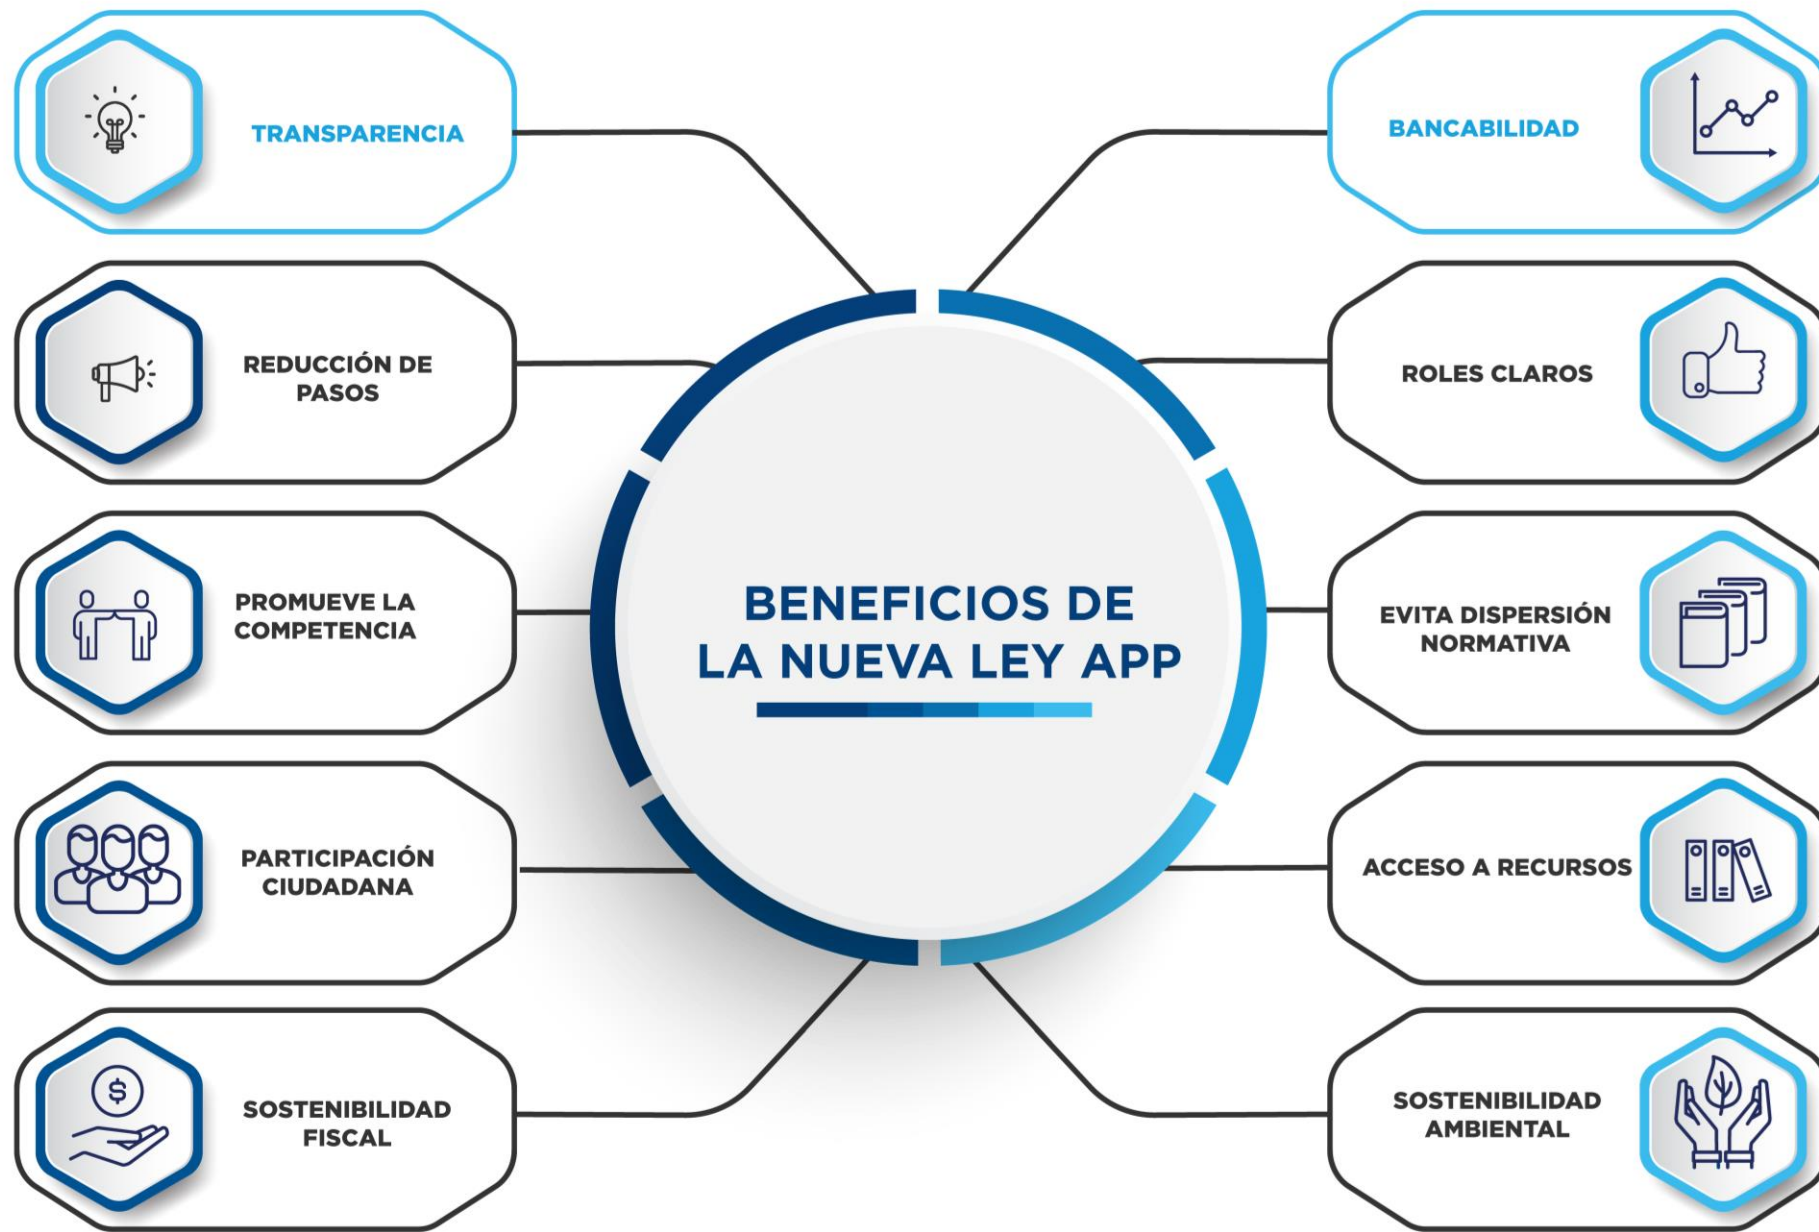 TRANSPARENCIA
REDUCCIÓN DE
PASOS
PROMUEVE LA
COMPETENCIA
PARTICIPACIÓN
CIUDADANA
$
SOSTENIBILIDAD
FISCAL
BENEFICIOS DE
LA NUEVA LEY APP
BANCABILIDAD
ROLES CLAROS
EVITA DISPERSIÓN
NORMATIVA
ACCESO A RECURSOS
SOSTENIBILIDAD
AMBIENTAL